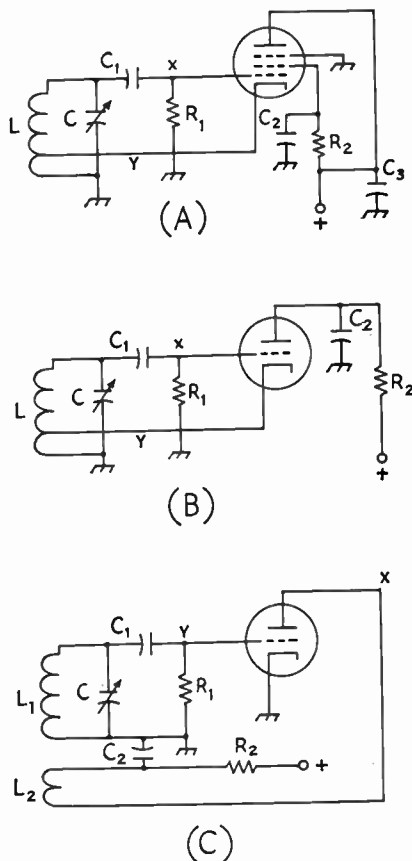 C1 X
L C R1 C2 R2
Y C3
+
(A)
C1 X C2
L C R1 R2
Y
+
(B)
X
C1 Y
L1 C R1
C2 R2 +
L2
(C)